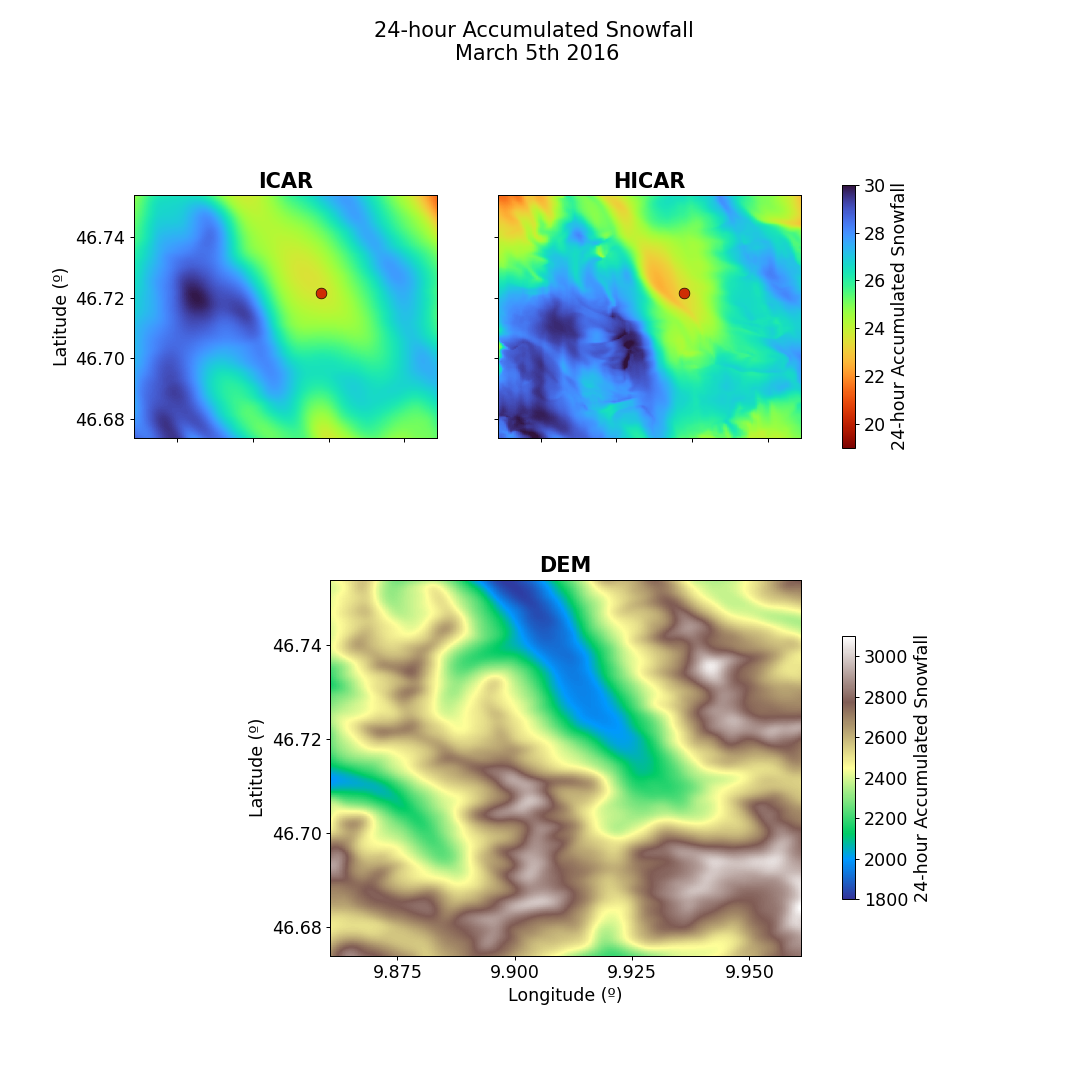 24-hour Accumulated Snowfall
March 5th 2016
ICAR
HICAR
46.74
46.72
46.70
46.68
Latitude (º)
30
28
26
24
22
20
24-hour Accumulated Snowfall
DEM
46.74
46.72
46.70
46.68
Latitude (º)
9.875
9.900
9.925
9.950
Longitude (º)
3000
2800
2600
2400
2200
2000
1800
24-hour Accumulated Snowfall